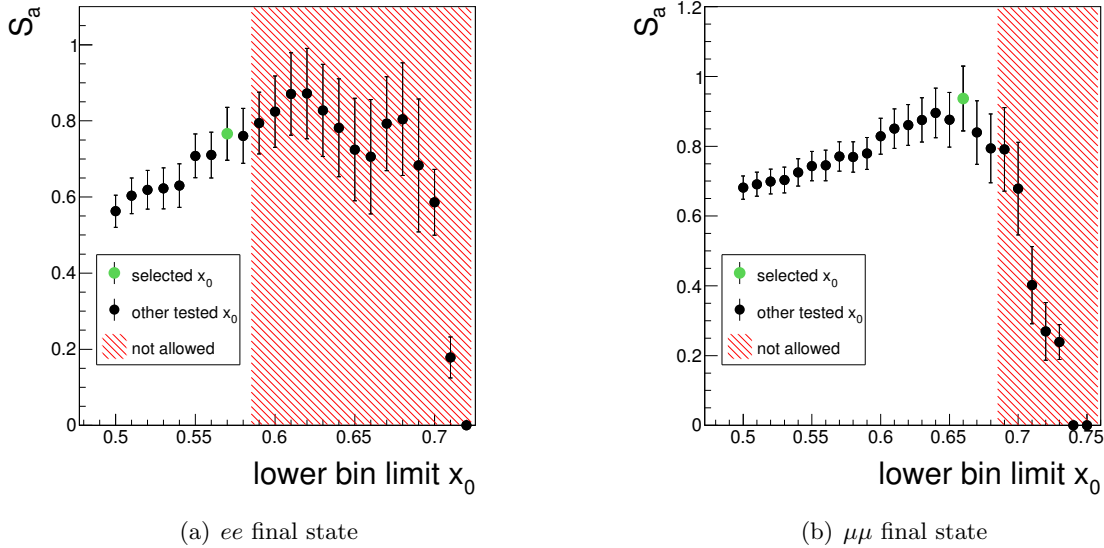 S_a
1
0.8
0.6
0.4
0.2
0
selected x_0
other tested x_0
not allowed
0.5 0.55 0.6 0.65 0.7
lower bin limit x_0
(a) ee final state
S_a
1.2
1
0.8
0.6
0.4
0.2
0
selected x_0
other tested x_0
not allowed
0.5 0.55 0.6 0.65 0.7 0.75
lower bin limit x_0
(b) μμ final state